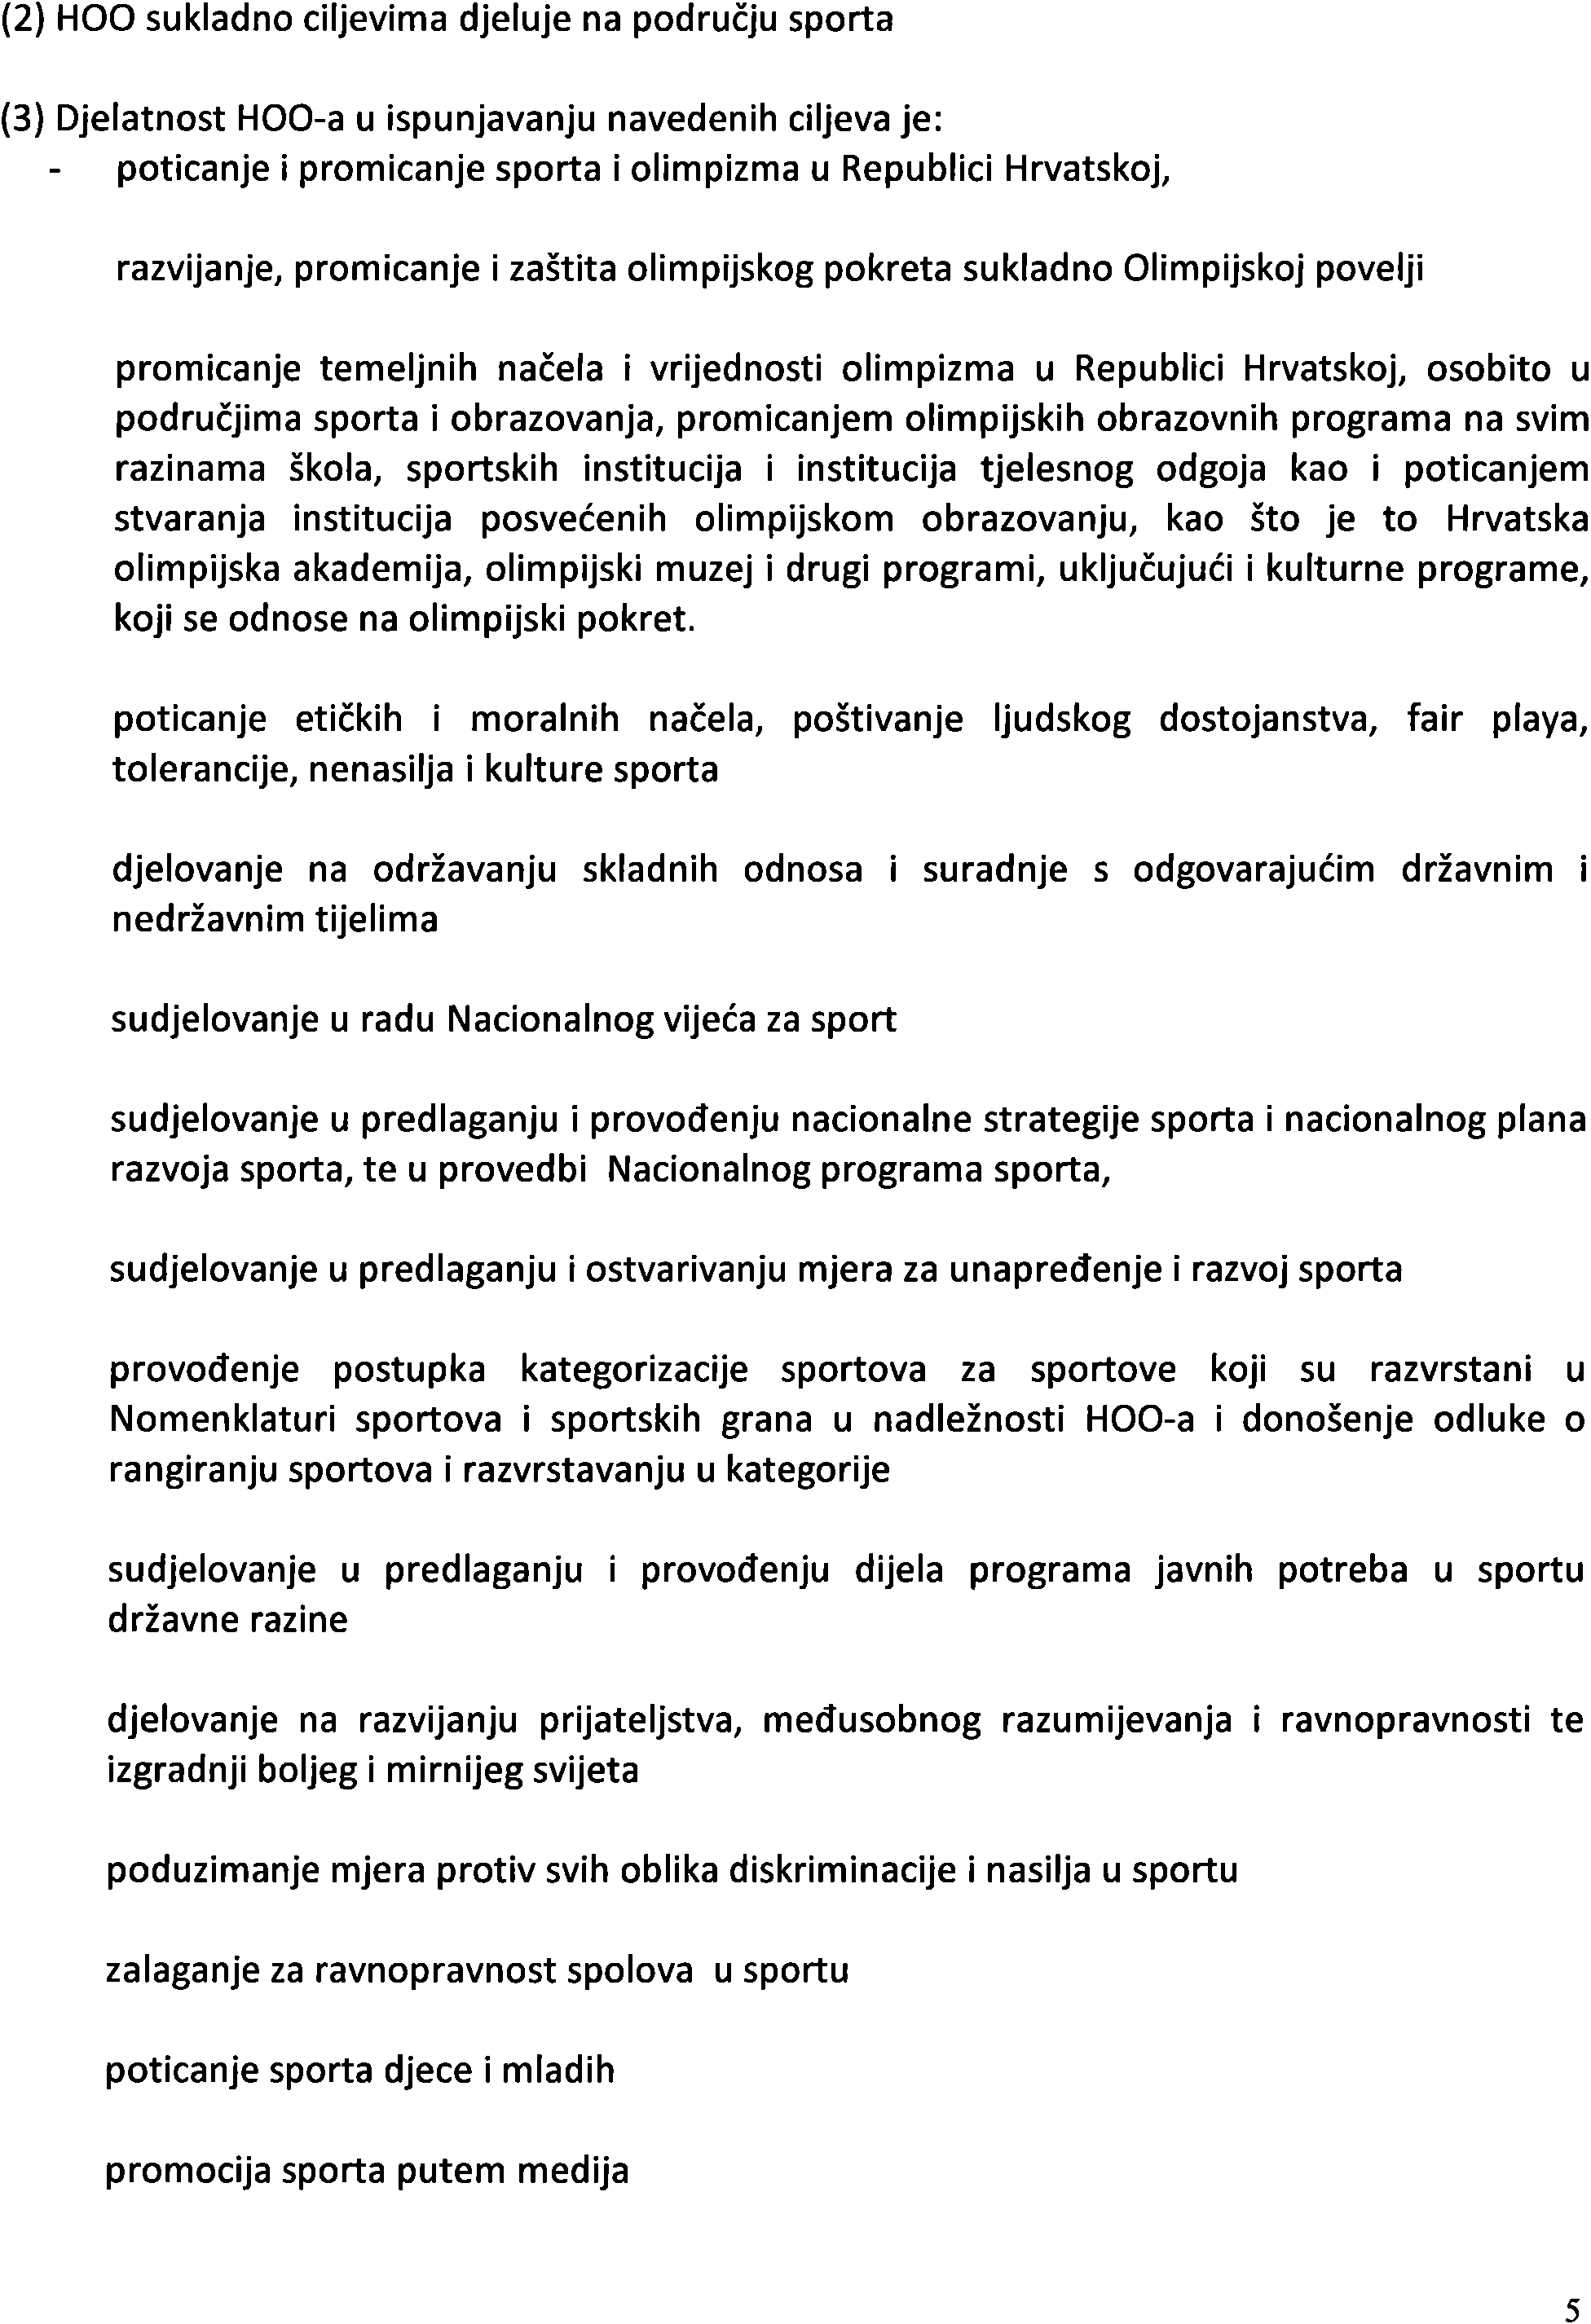 (2) HOO sukladno ciljevima djeluje na području sporta
(3) Djelatnost HOO-a u ispunjavanju navedenih ciljeva je:
- poticanje i promicanje sporta i olimpizma u Republici Hrvatskoj,
razvijanje, promicanje i zaštita olimpijskog pokreta sukladno Olimpijskoj povelji
promicanje temeljnih načela i vrijednosti olimpizma u Republici Hrvatskoj, osobito u
područjima sporta i obrazovanja, promicanjem olimpijskih obrazovnih programa na svim
razinama škola, sportskih institucija i institucija tjelesnog odgoja kao i poticanjem
stvaranja institucija posvećenih olimpijskom obrazovanju, kao što je to Hrvatska
olimpijska akademija, olimpijski muzej i drugi programi, uključujući i kulturne programe,
koji se odnose na olimpijski pokret.
poticanje etičkih i moralnih načela, poštivanje ljudskog dostojanstva, fair playa,
tolerancije, nenasilja i kulture sporta
djelovanje na održavanju skladnih odnosa i suradnje s odgovarajućim državnim i
nedržavnim tijelima
sudjelovanje u radu Nacionalnog vijeća za sport
sudjelovanje u predlaganju i provođenju nacionalne strategije sporta i nacionalnog plana
razvoja sporta, te u provedbi Nacionalnog programa sporta,
sudjelovanje u predlaganju i ostvarivanju mjera za unapređenje i razvoj sporta
provođenje postupka kategorizacije sportova za sportove koji su razvrstani u
Nomenklaturi sportova i sportskih grana u nadležnosti HOO-a i donošenje odluke o
rangiranju sportova i razvrstavanju u kategorije
sudjelovanje u predlaganju i provođenju dijela programa javnih potreba u sportu
državne razine
djelovanje na razvijanju prijateljstva, međusobnog razumijevanja i ravnopravnosti te
izgradnji boljeg i mirnijeg svijeta
poduzimanje mjera protiv svih oblika diskriminacije i nasilja u sportu
zalaganje za ravnopravnost spolova u sportu
poticanje sporta djece i mladih
promocija sporta putem medija
5